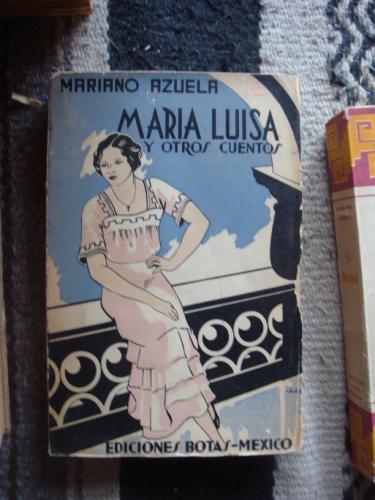 MARIANO AZUELA
MARIA LUISA
Y OTROS CUENTOS
EDICIONES BOTAS-MEXICO